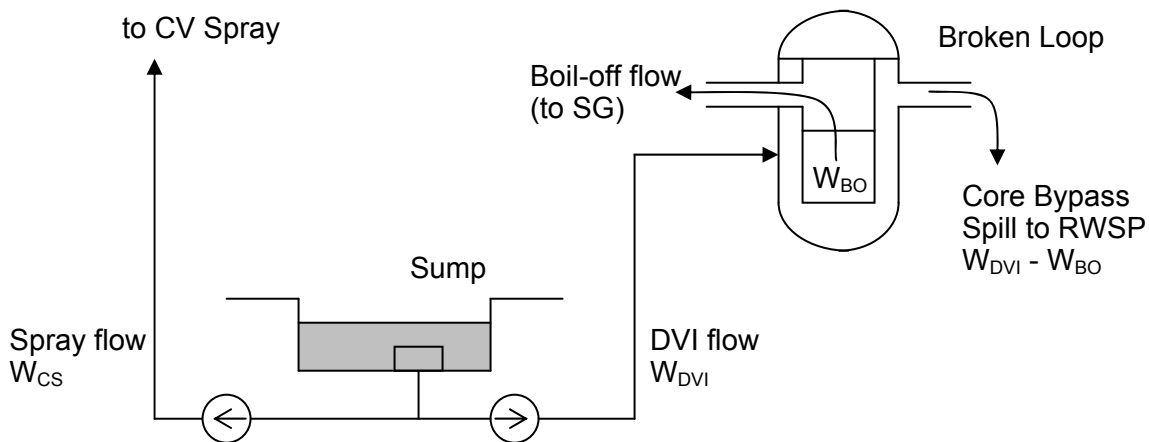 to CV Spray
Broken Loop
Boil-off flow
(to SG)
W_BO
Core Bypass
Spill to RWSP
W_DVI - W_BO
Sump
Spray flow
W_CS
DVI flow
W_DVI